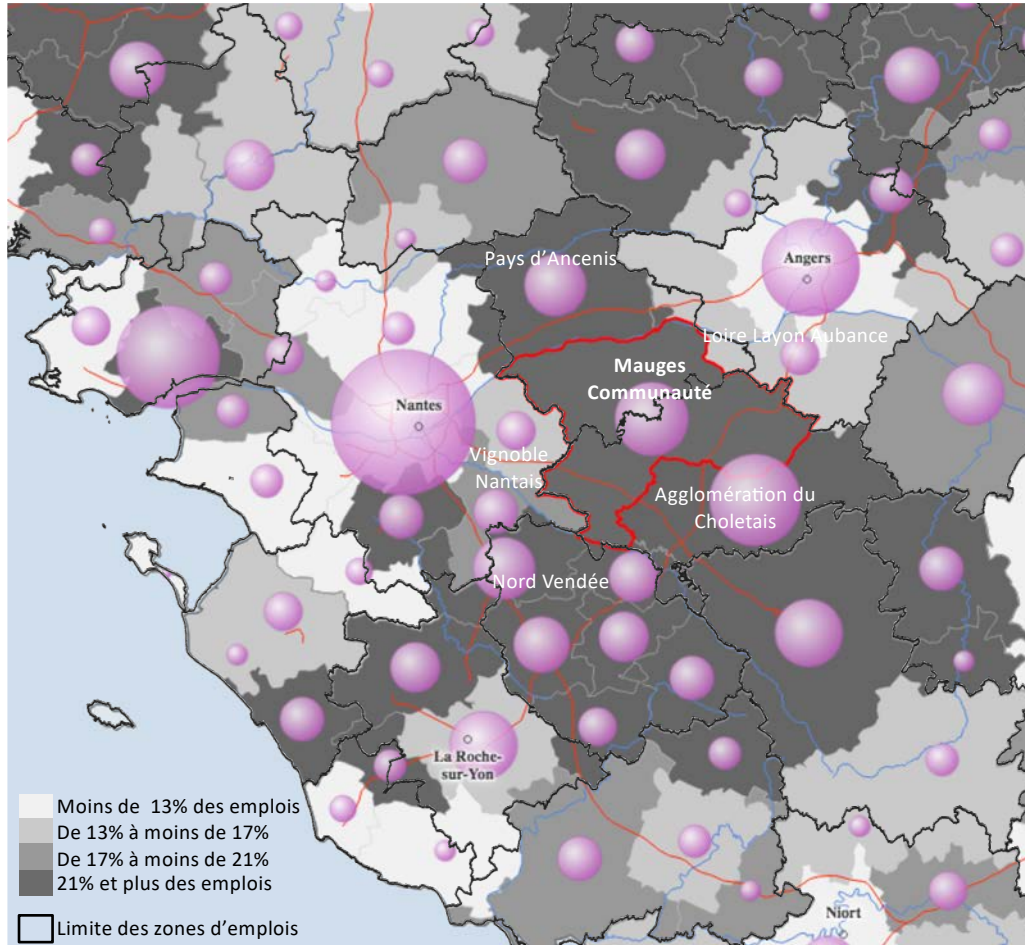 Pays d’Ancenis
Angers
Loire Layon Aubance
Mauges
Communauté
Nantes
Vignoble
Nantais
Agglomération du
Choletais
Nord Vendée
La Roche-
sur-Yon
Moins de 13% des emplois
De 13% à moins de 17%
De 17% à moins de 21%
21% et plus des emplois
Limite des zones d’emplois
Niort